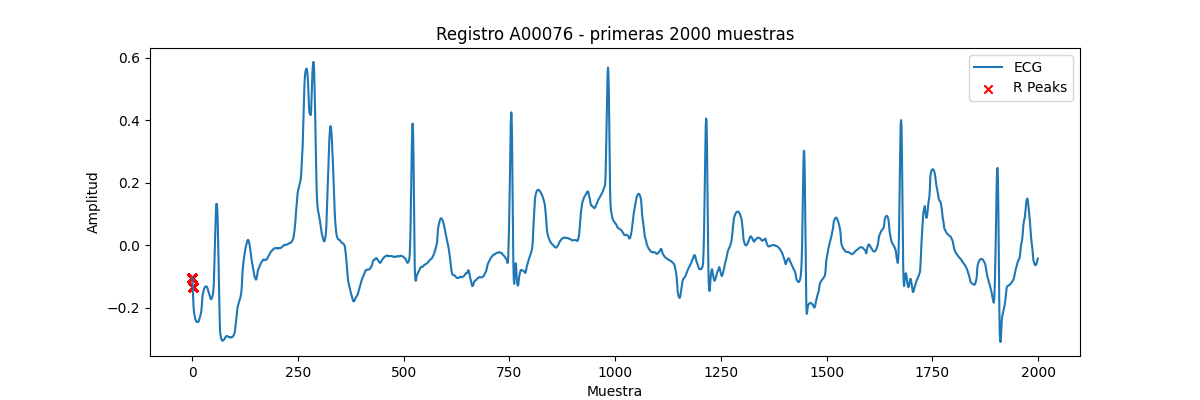 Registro A00076 - primeras 2000 muestras
Amplitud
0.6
0.4
0.2
0.0
−0.2
ECG
R Peaks
0 250 500 750 1000 1250 1500 1750 2000
Muestra